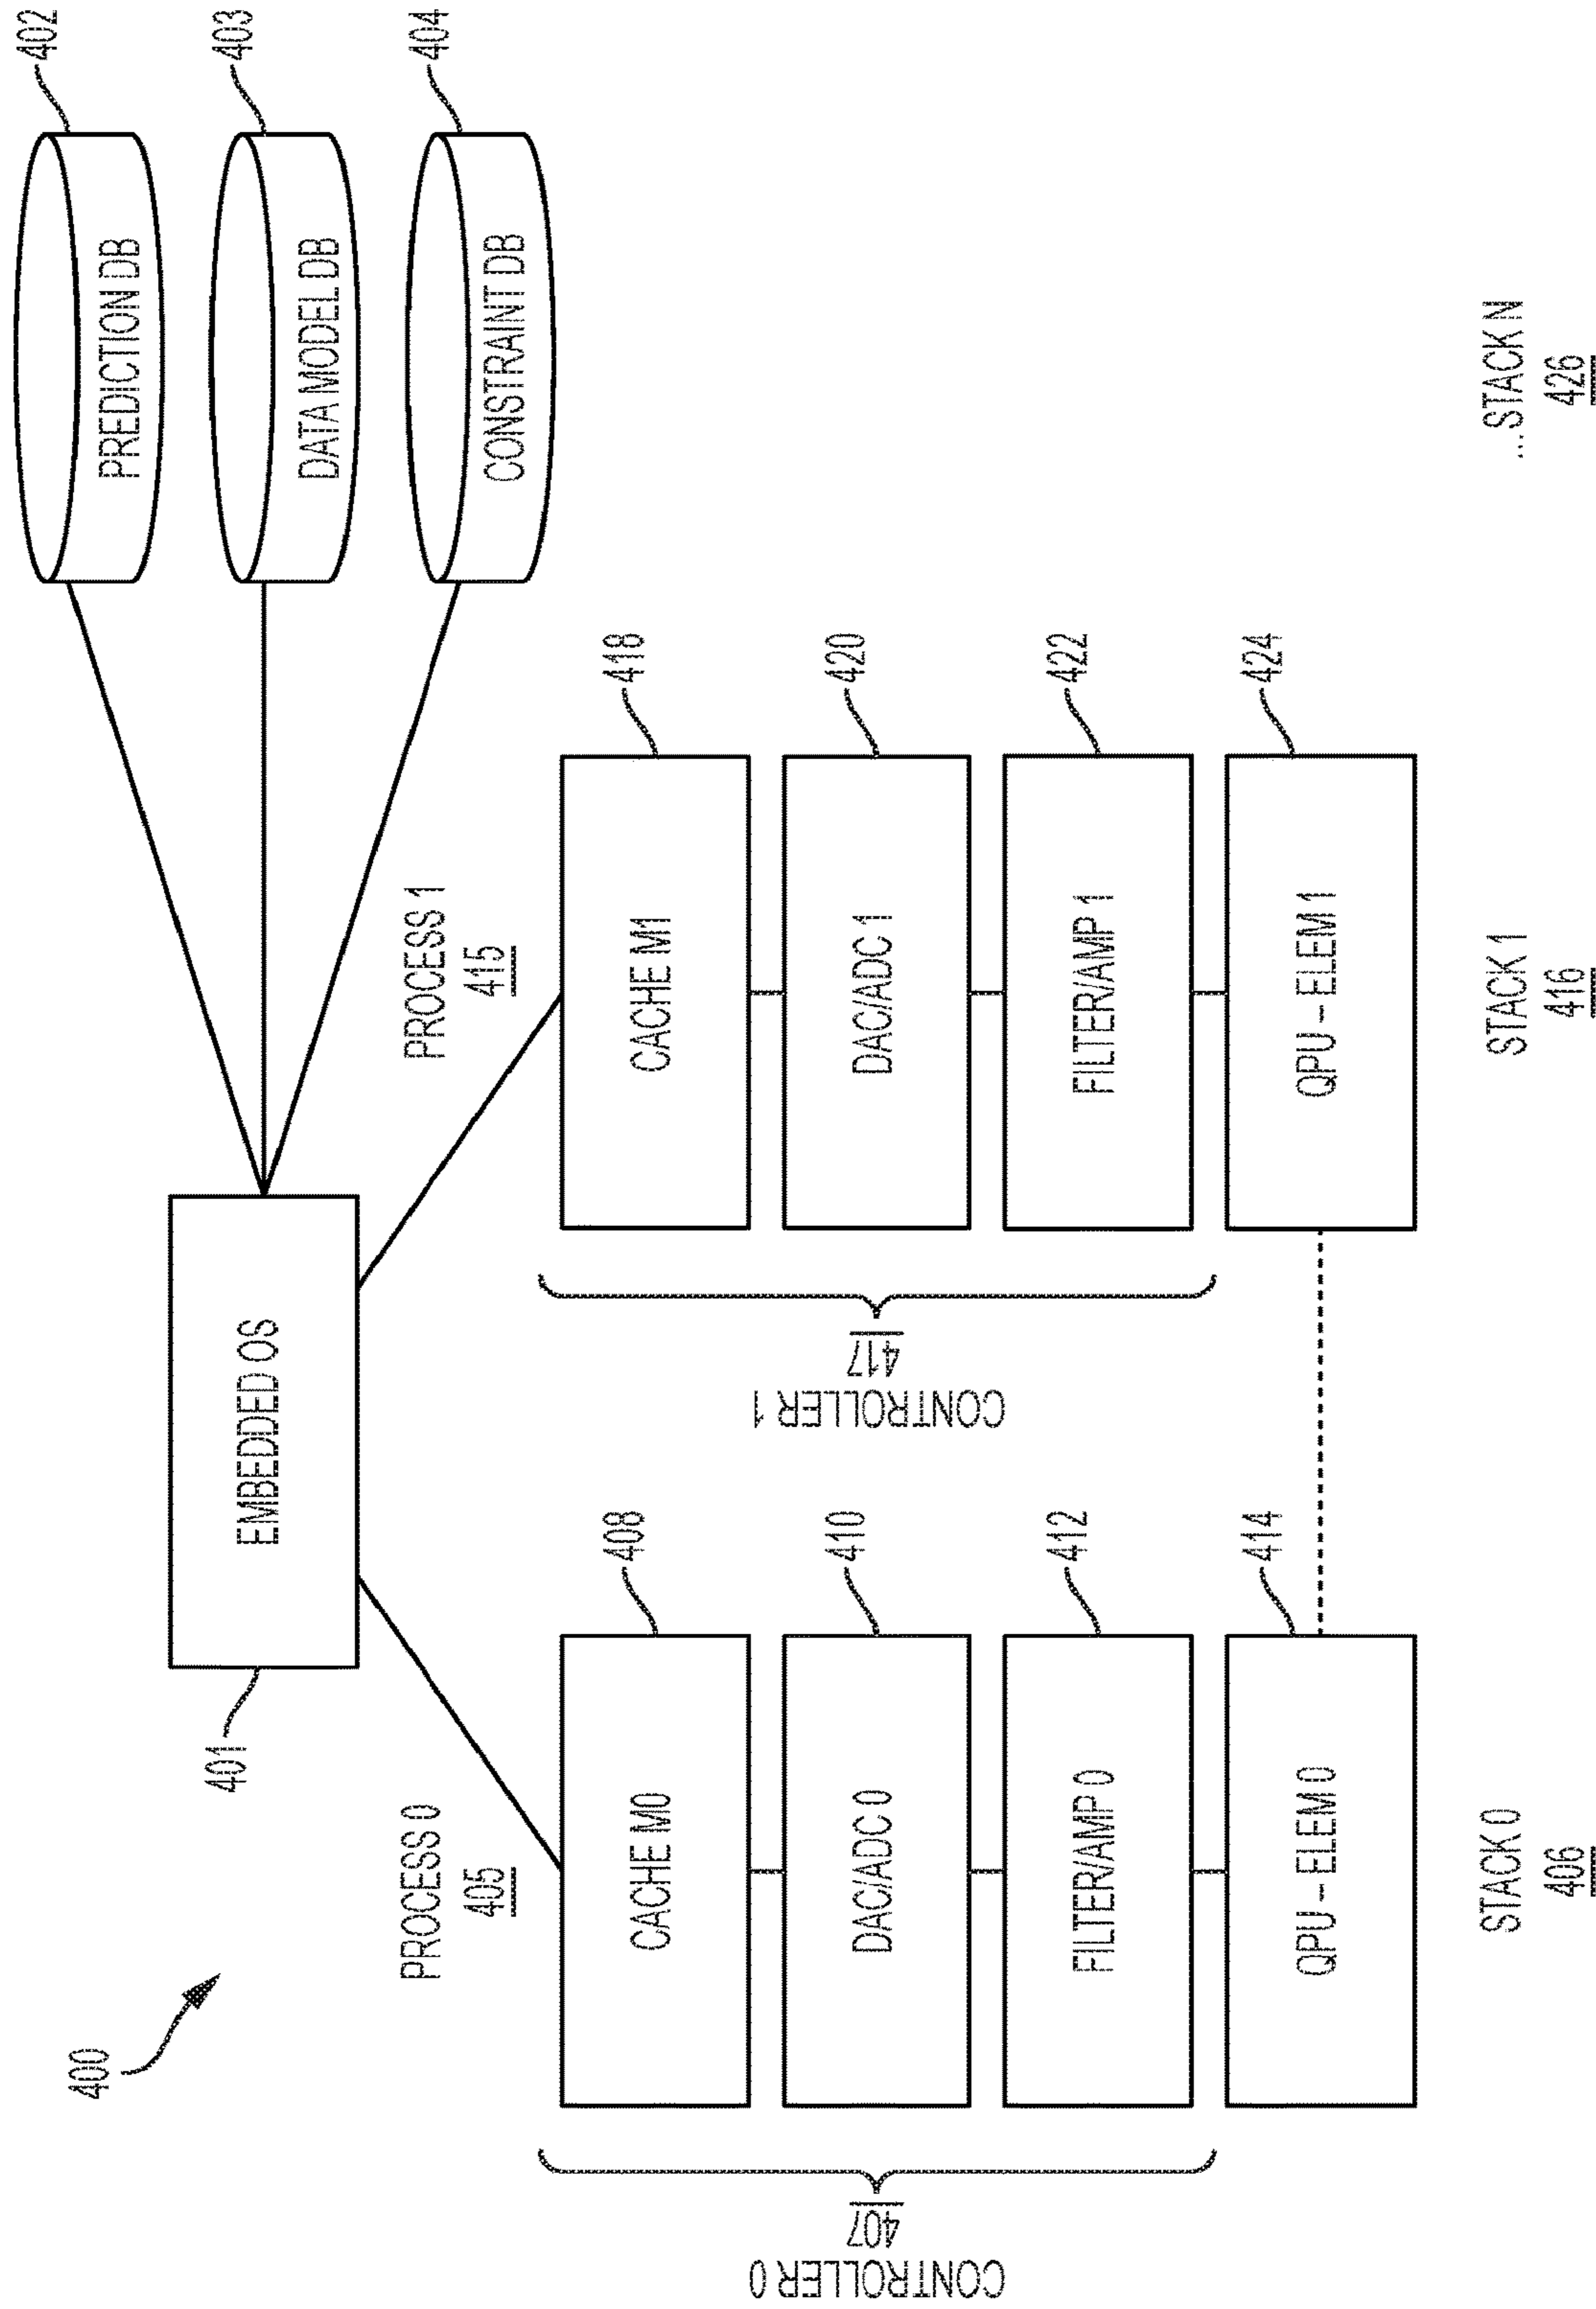 400
401
EMBEDDED OS
PREDICTION DB
402
DATA MODEL DB
403
CONSTRAINT DB
404
PROCESS 0
405
PROCESS 1
415
CONTROLLER 0
407
CACHE M0
408
DAC/ADC 0
410
FILTER/AMP 0
412
QPU – ELEM 0
414
CONTROLLER 1
417
CACHE M1
418
DAC/ADC 1
420
FILTER/AMP 1
422
QPU – ELEM 1
424
STACK 0
406
STACK 1
416
...STACK N
426